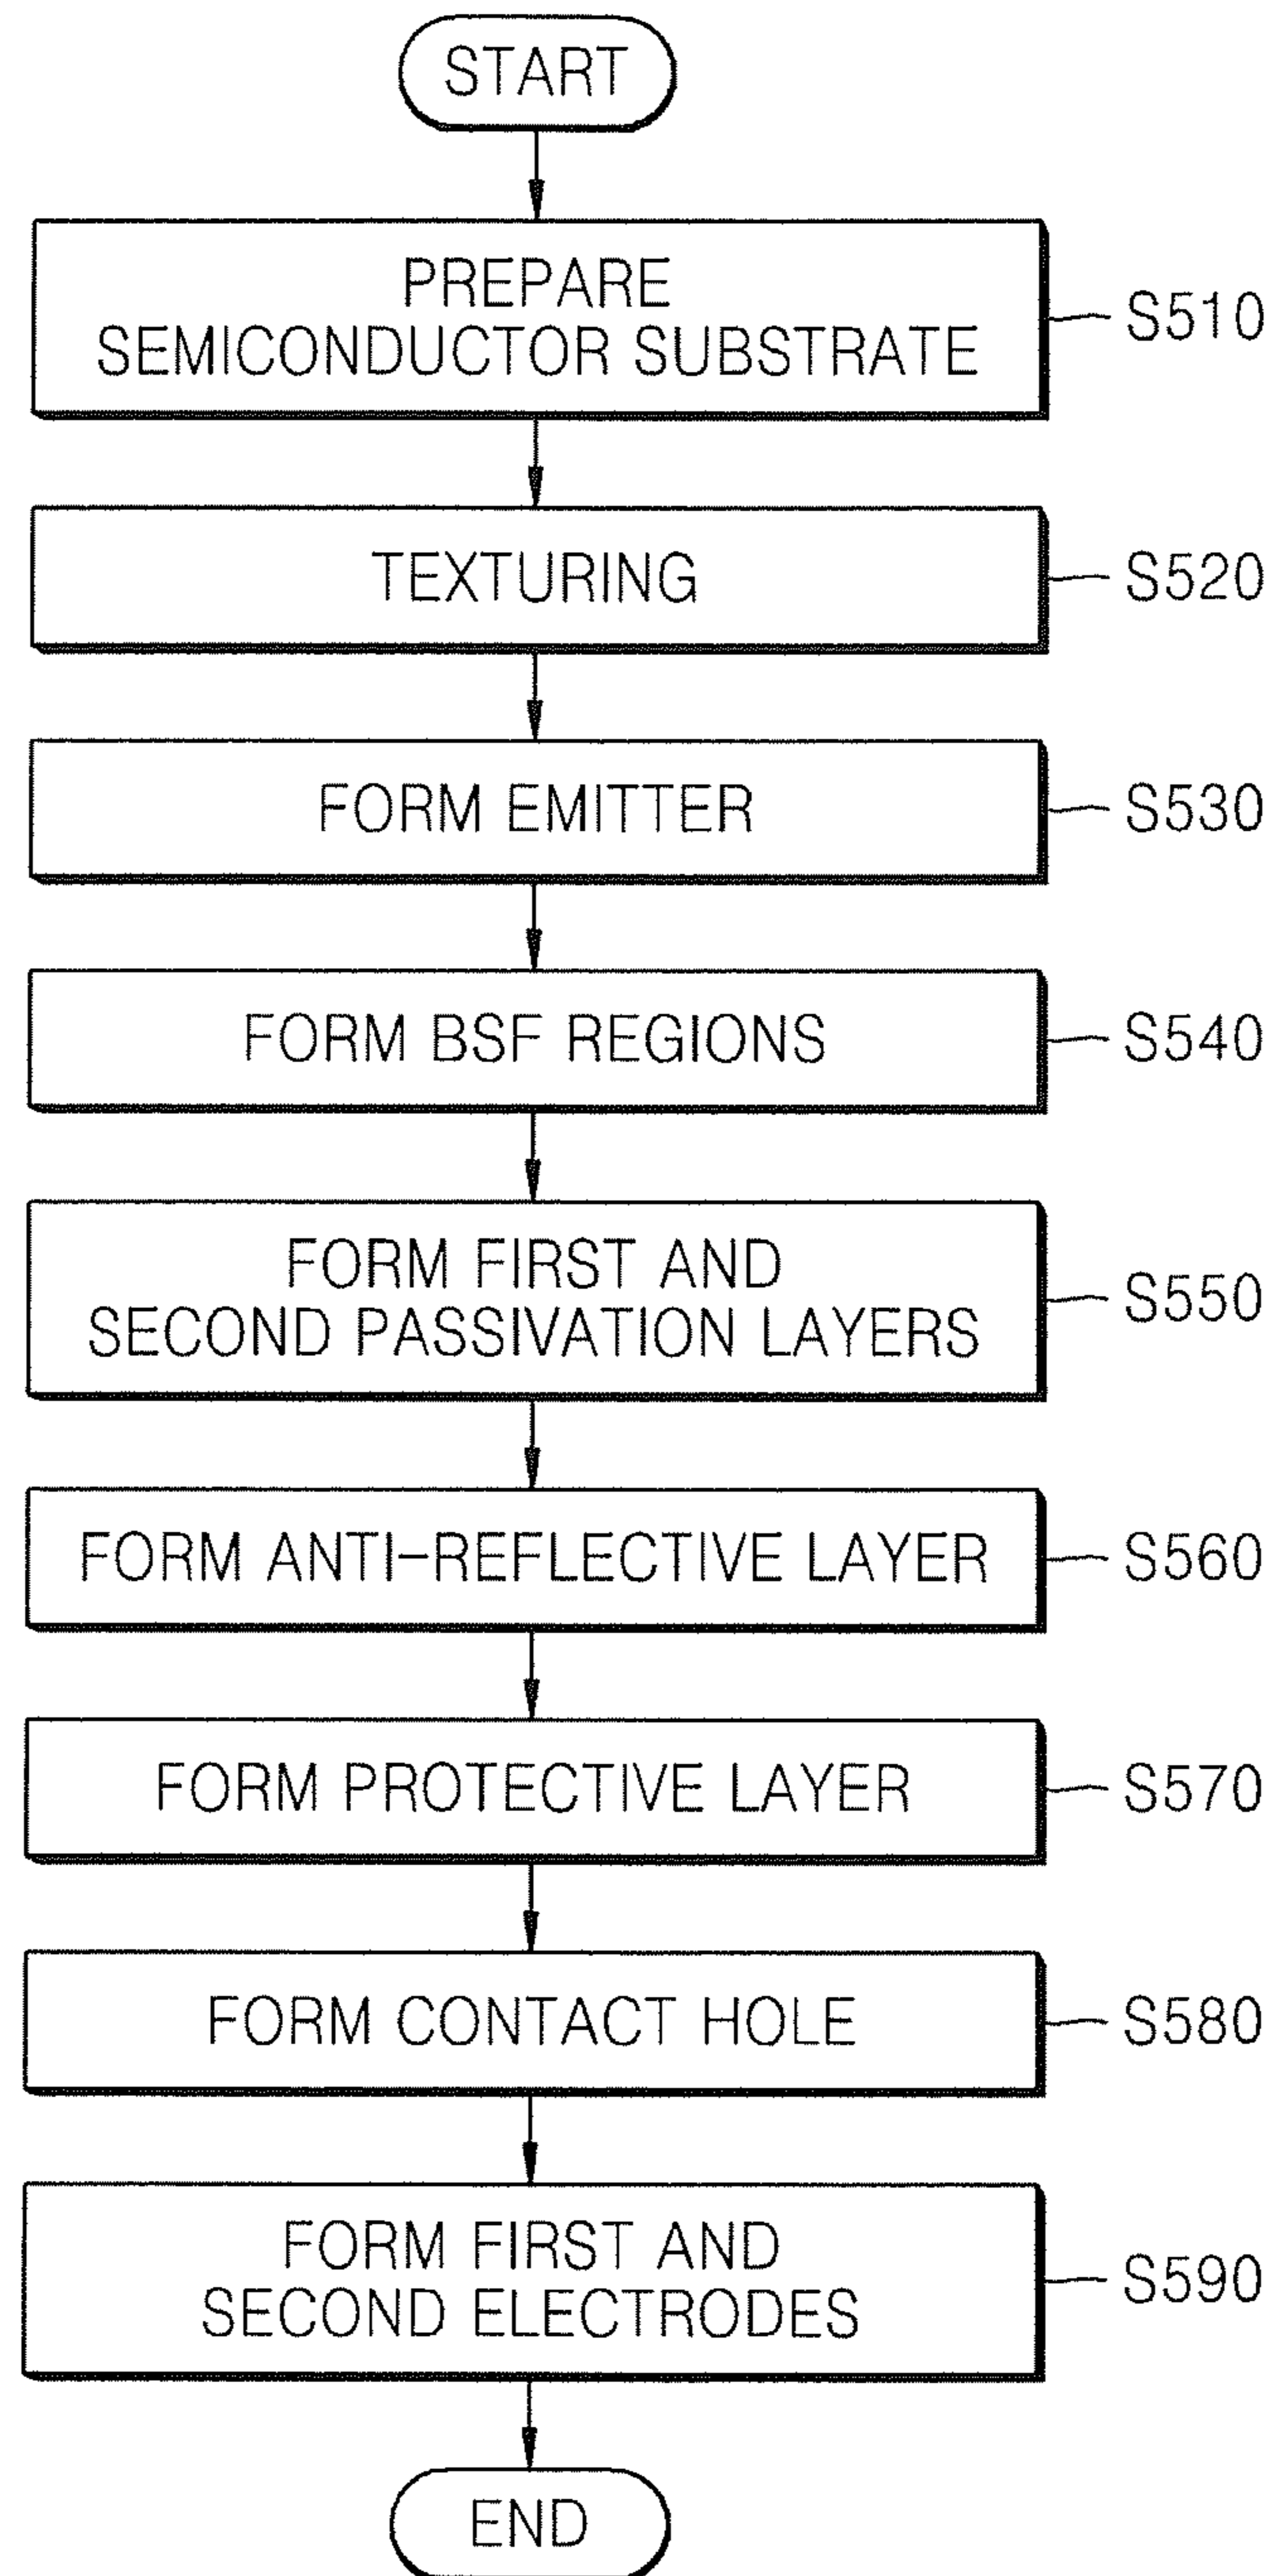 START
PREPARE
SEMICONDUCTOR SUBSTRATE
S510
TEXTURING
S520
FORM EMITTER
S530
FORM BSF REGIONS
S540
FORM FIRST AND
SECOND PASSIVATION LAYERS
S550
FORM ANTI-REFLECTIVE LAYER
S560
FORM PROTECTIVE LAYER
S570
FORM CONTACT HOLE
S580
FORM FIRST AND
SECOND ELECTRODES
S590
END